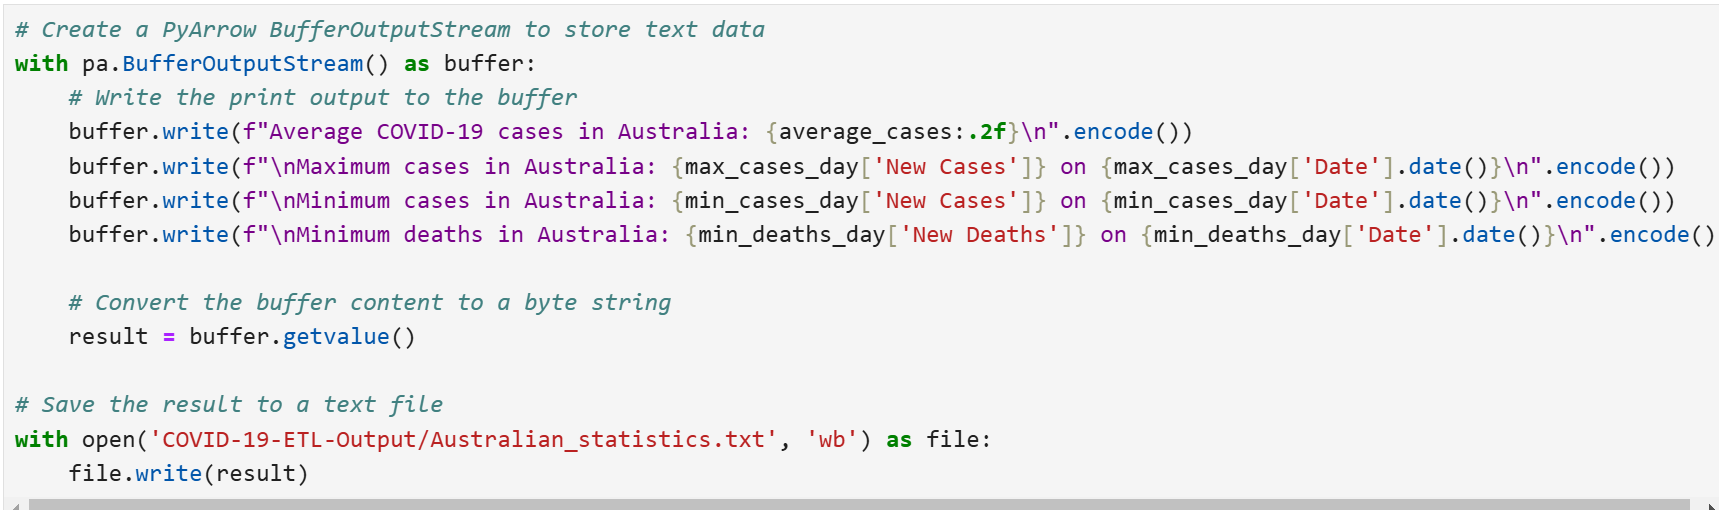 # Create a PyArrow BufferOutputStream to store text data
with pa.BufferOutputStream() as buffer:
    # Write the print output to the buffer
    buffer.write(f"Average COVID-19 cases in Australia: {average_cases:.2f}\n".encode())
    buffer.write(f"\nMaximum cases in Australia: {max_cases_day['New Cases']} on {max_cases_day['Date'].date()}\n".encode())
    buffer.write(f"\nMinimum cases in Australia: {min_cases_day['New Cases']} on {min_cases_day['Date'].date()}\n".encode())
    buffer.write(f"\nMinimum deaths in Australia: {min_deaths_day['New Deaths']} on {min_deaths_day['Date'].date()}\n".encode()

    # Convert the buffer content to a byte string
    result = buffer.getvalue()

# Save the result to a text file
with open('COVID-19-ETL-Output/Australian_statistics.txt', 'wb') as file:
    file.write(result)